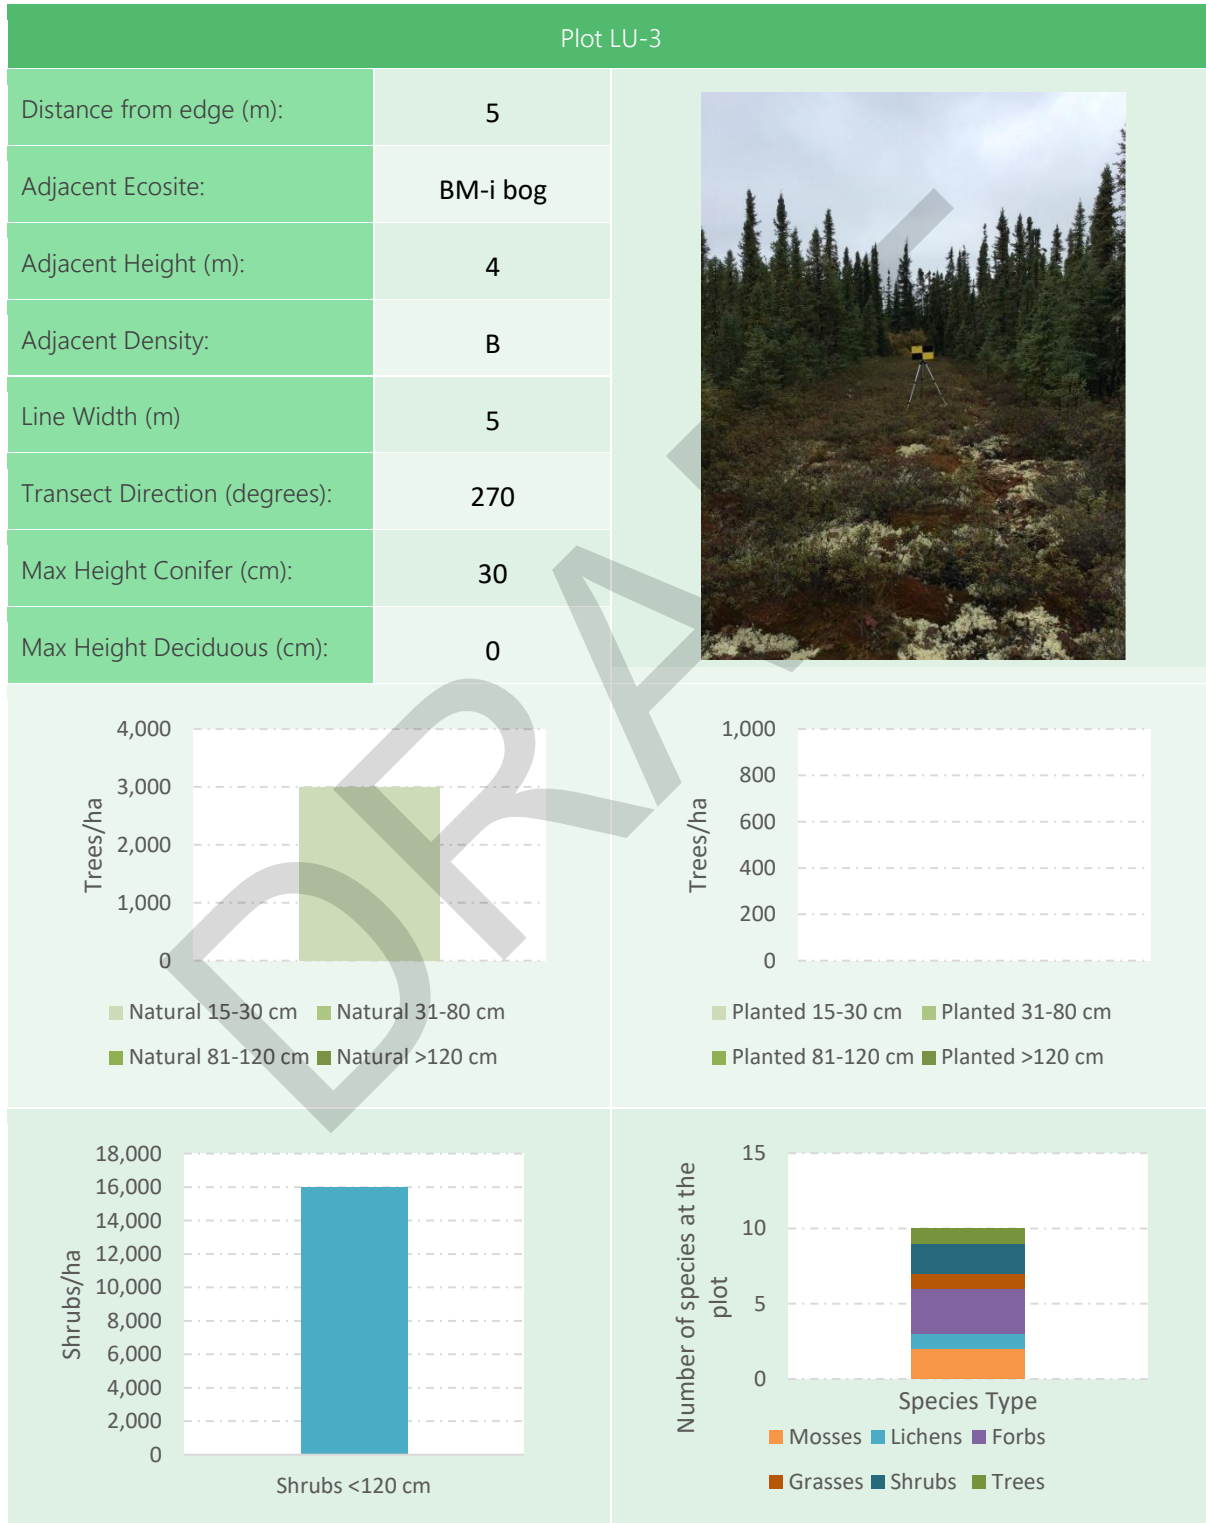 Plot LU-3
Distance from edge (m): 5
Adjacent Ecosite: BM-i bog
Adjacent Height (m): 4
Adjacent Density: B
Line Width (m) 5
Transect Direction (degrees): 270
Max Height Conifer (cm): 30
Max Height Deciduous (cm): 0
DRAFT
Trees/ha
4,000
3,000
2,000
1,000
0
Natural 15-30 cm Natural 31-80 cm
Natural 81-120 cm Natural >120 cm
Trees/ha
1,000
800
600
400
200
0
Planted 15-30 cm Planted 31-80 cm
Planted 81-120 cm Planted >120 cm
Shrubs/ha
18,000
16,000
14,000
12,000
10,000
8,000
6,000
4,000
2,000
0
Shrubs <120 cm
Number of species at the
plot
15
10
5
0
Species Type
Mosses Lichens Forbs
Grasses Shrubs Trees